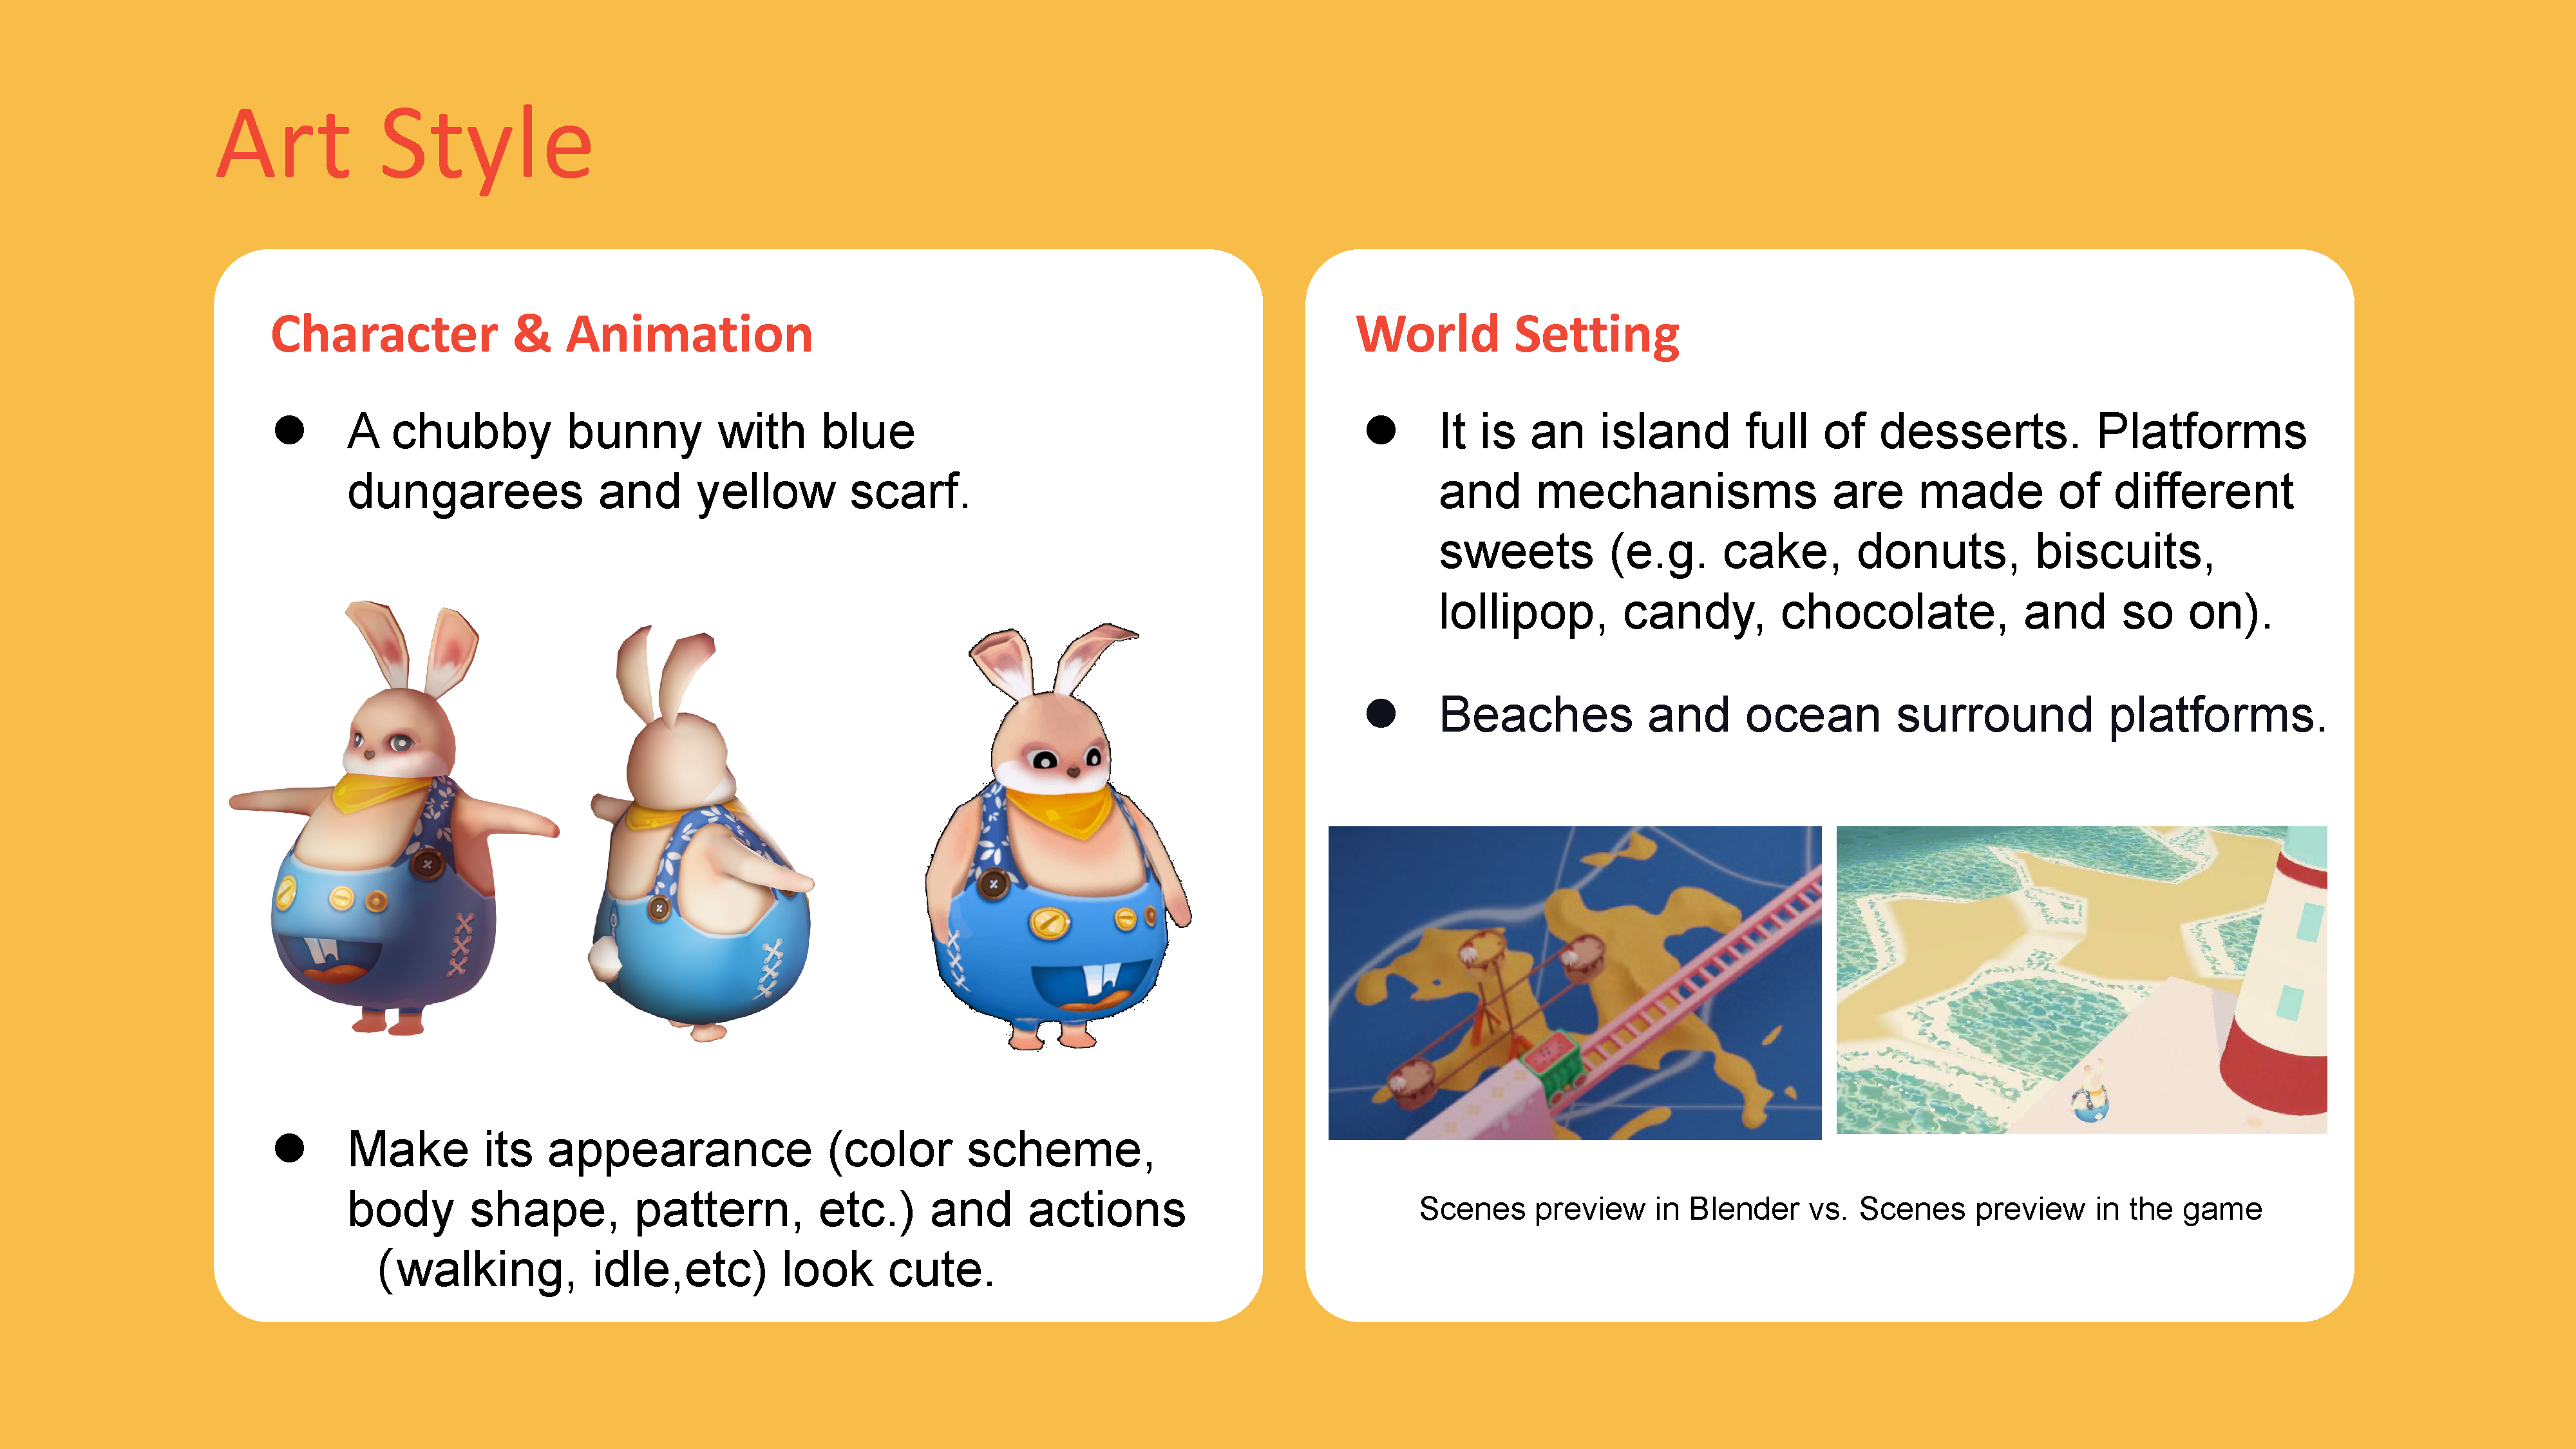 Art Style
Character & Animation
● A chubby bunny with blue
dungarees and yellow scarf.
● Make its appearance (color scheme,
body shape, pattern, etc.) and actions
(walking, idle,etc) look cute.
World Setting
● It is an island full of desserts. Platforms
and mechanisms are made of different
sweets (e.g. cake, donuts, biscuits,
lollipop, candy, chocolate, and so on).
● Beaches and ocean surround platforms.
Scenes preview in Blender vs. Scenes preview in the game